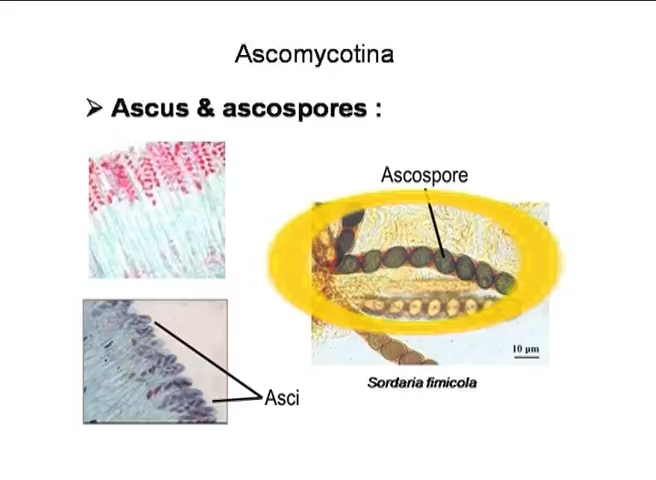 Ascomycotina
➢ Ascus & ascospores :
Ascospore
10 µm
Sordaria fimicola
Asci